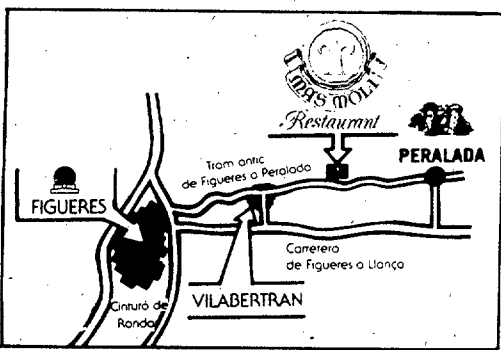 MAS MOLI
Restaurant
PERALADA
Tram antic
de Figueres a Peralada
FIGUERES
Carretera
de Figueres a Llançà
VILABERTRAN
Cinturó de
Ronda